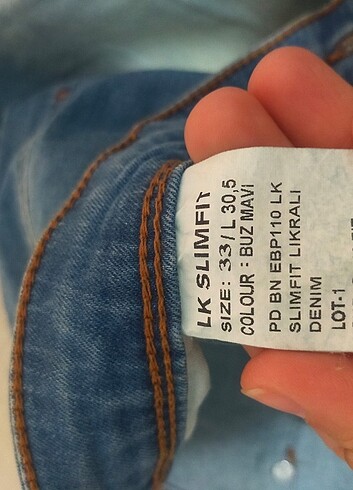 LK SLIMFIT
SIZE: 33/L 30,5
COLOUR : BUZ MAVİ
PD BN EBP110 LK
SLIMFIT LIKRALI
DENIM
LOT-1